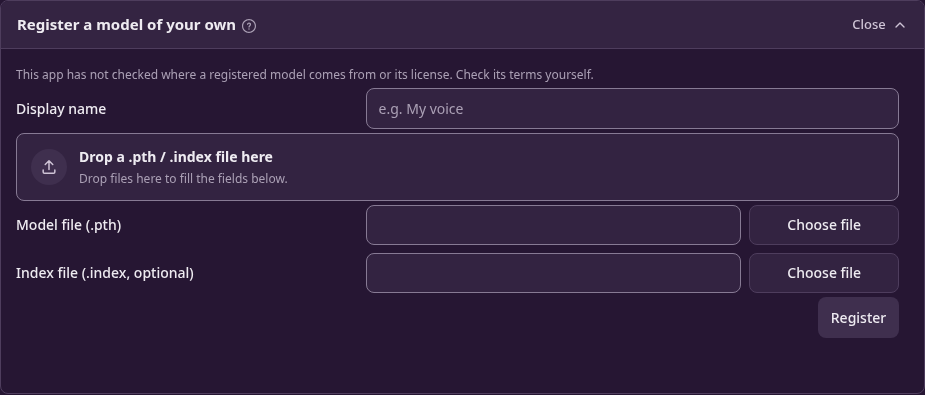 Register a model of your own ?
Close
This app has not checked where a registered model comes from or its license. Check its terms yourself.
Display name
e.g. My voice
Drop a .pth / .index file here
Drop files here to fill the fields below.
Model file (.pth)
Choose file
Index file (.index, optional)
Choose file
Register